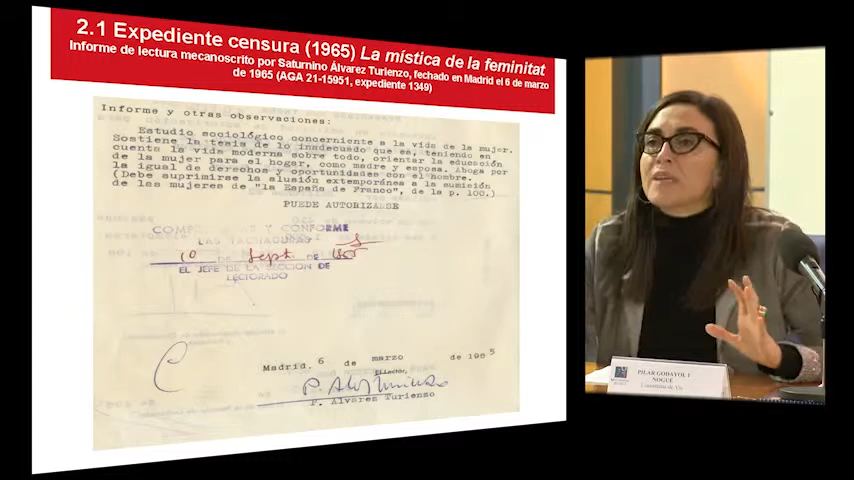 2.1 Expediente censura (1965) La mística de la feminitat
Informe de lectura mecanoscrito por Saturnino Álvarez Turienzo, fechado en Madrid el 6 de marzo
de 1965 (AGA 21-15951, expediente 1349)
Informe y otras observaciones:
Estudio sociológico concerniente a la vida de la mujer.
Sostiene la tesis de lo inadecuado que es, teniendo en
cuenta la vida moderna sobre todo, orientar la educación
de la mujer para el hogar, como madre y esposa. Aboga por
la igual de derechos y oportunidades con el hombre.
(Debe suprimirse la alusión extemporánea a la sumisión
de las mujeres de "la España de Franco", de la p. 100.)
PUEDE AUTORIZARSE
Y CONFORME
LAS TACHADURAS
10 DE Sept. DE
EL JEFE DE LA SECCION DE
LECTORADO
Madrid, 6 de marzo de 1965
El Lector,
P. Alvarez Turienzo
PILAR GODAYOL I
NOGUÉ